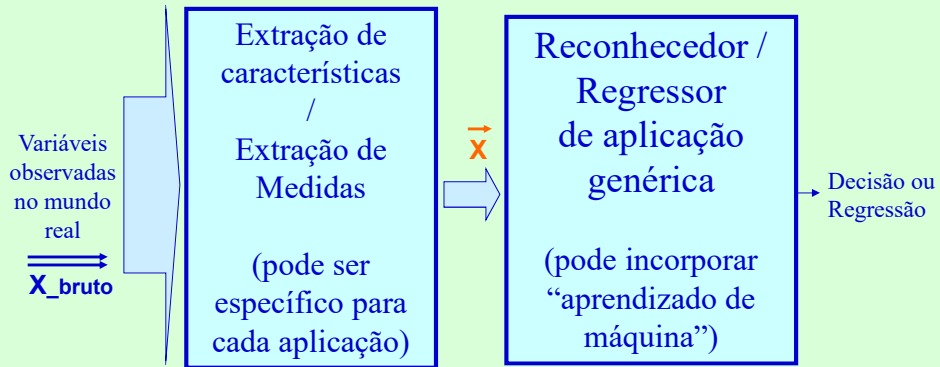 Variáveis
observadas
no mundo
real
X_bruto
Extração de
característicasas
/
Extração de
Medidas
(pode ser
específico para
cada aplicação)
X
Reconhecedor /
Regressor
de aplicação
genérica
(pode incorporar
“aprendizado de
máquina”)
Decisão ou
Regressão